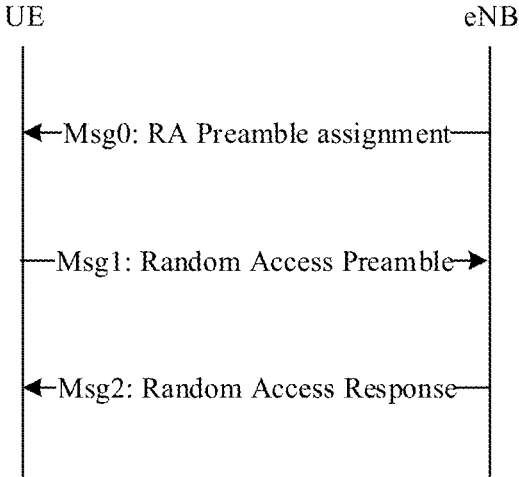 UE
eNB
Msg0: RA Preamble assignment
Msg1: Random Access Preamble
Msg2: Random Access Response